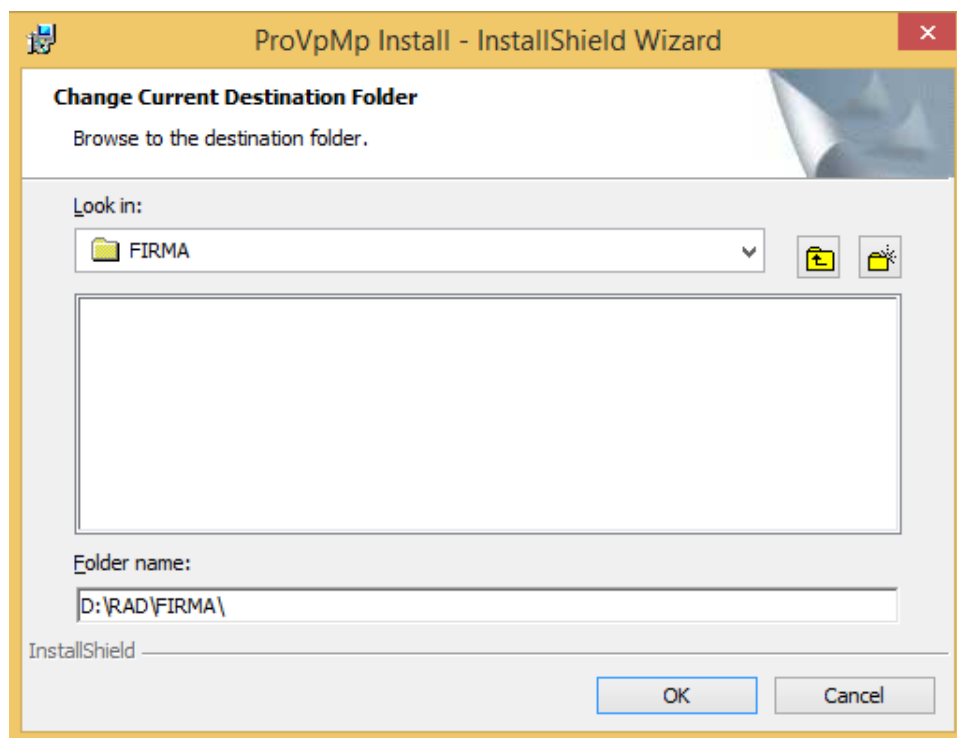 ProVpMp Install - InstallShield Wizard
Change Current Destination Folder
Browse to the destination folder.
Look in:
FIRMA
Folder name:
D:\RAD\FIRMA\
InstallShield
OK Cancel